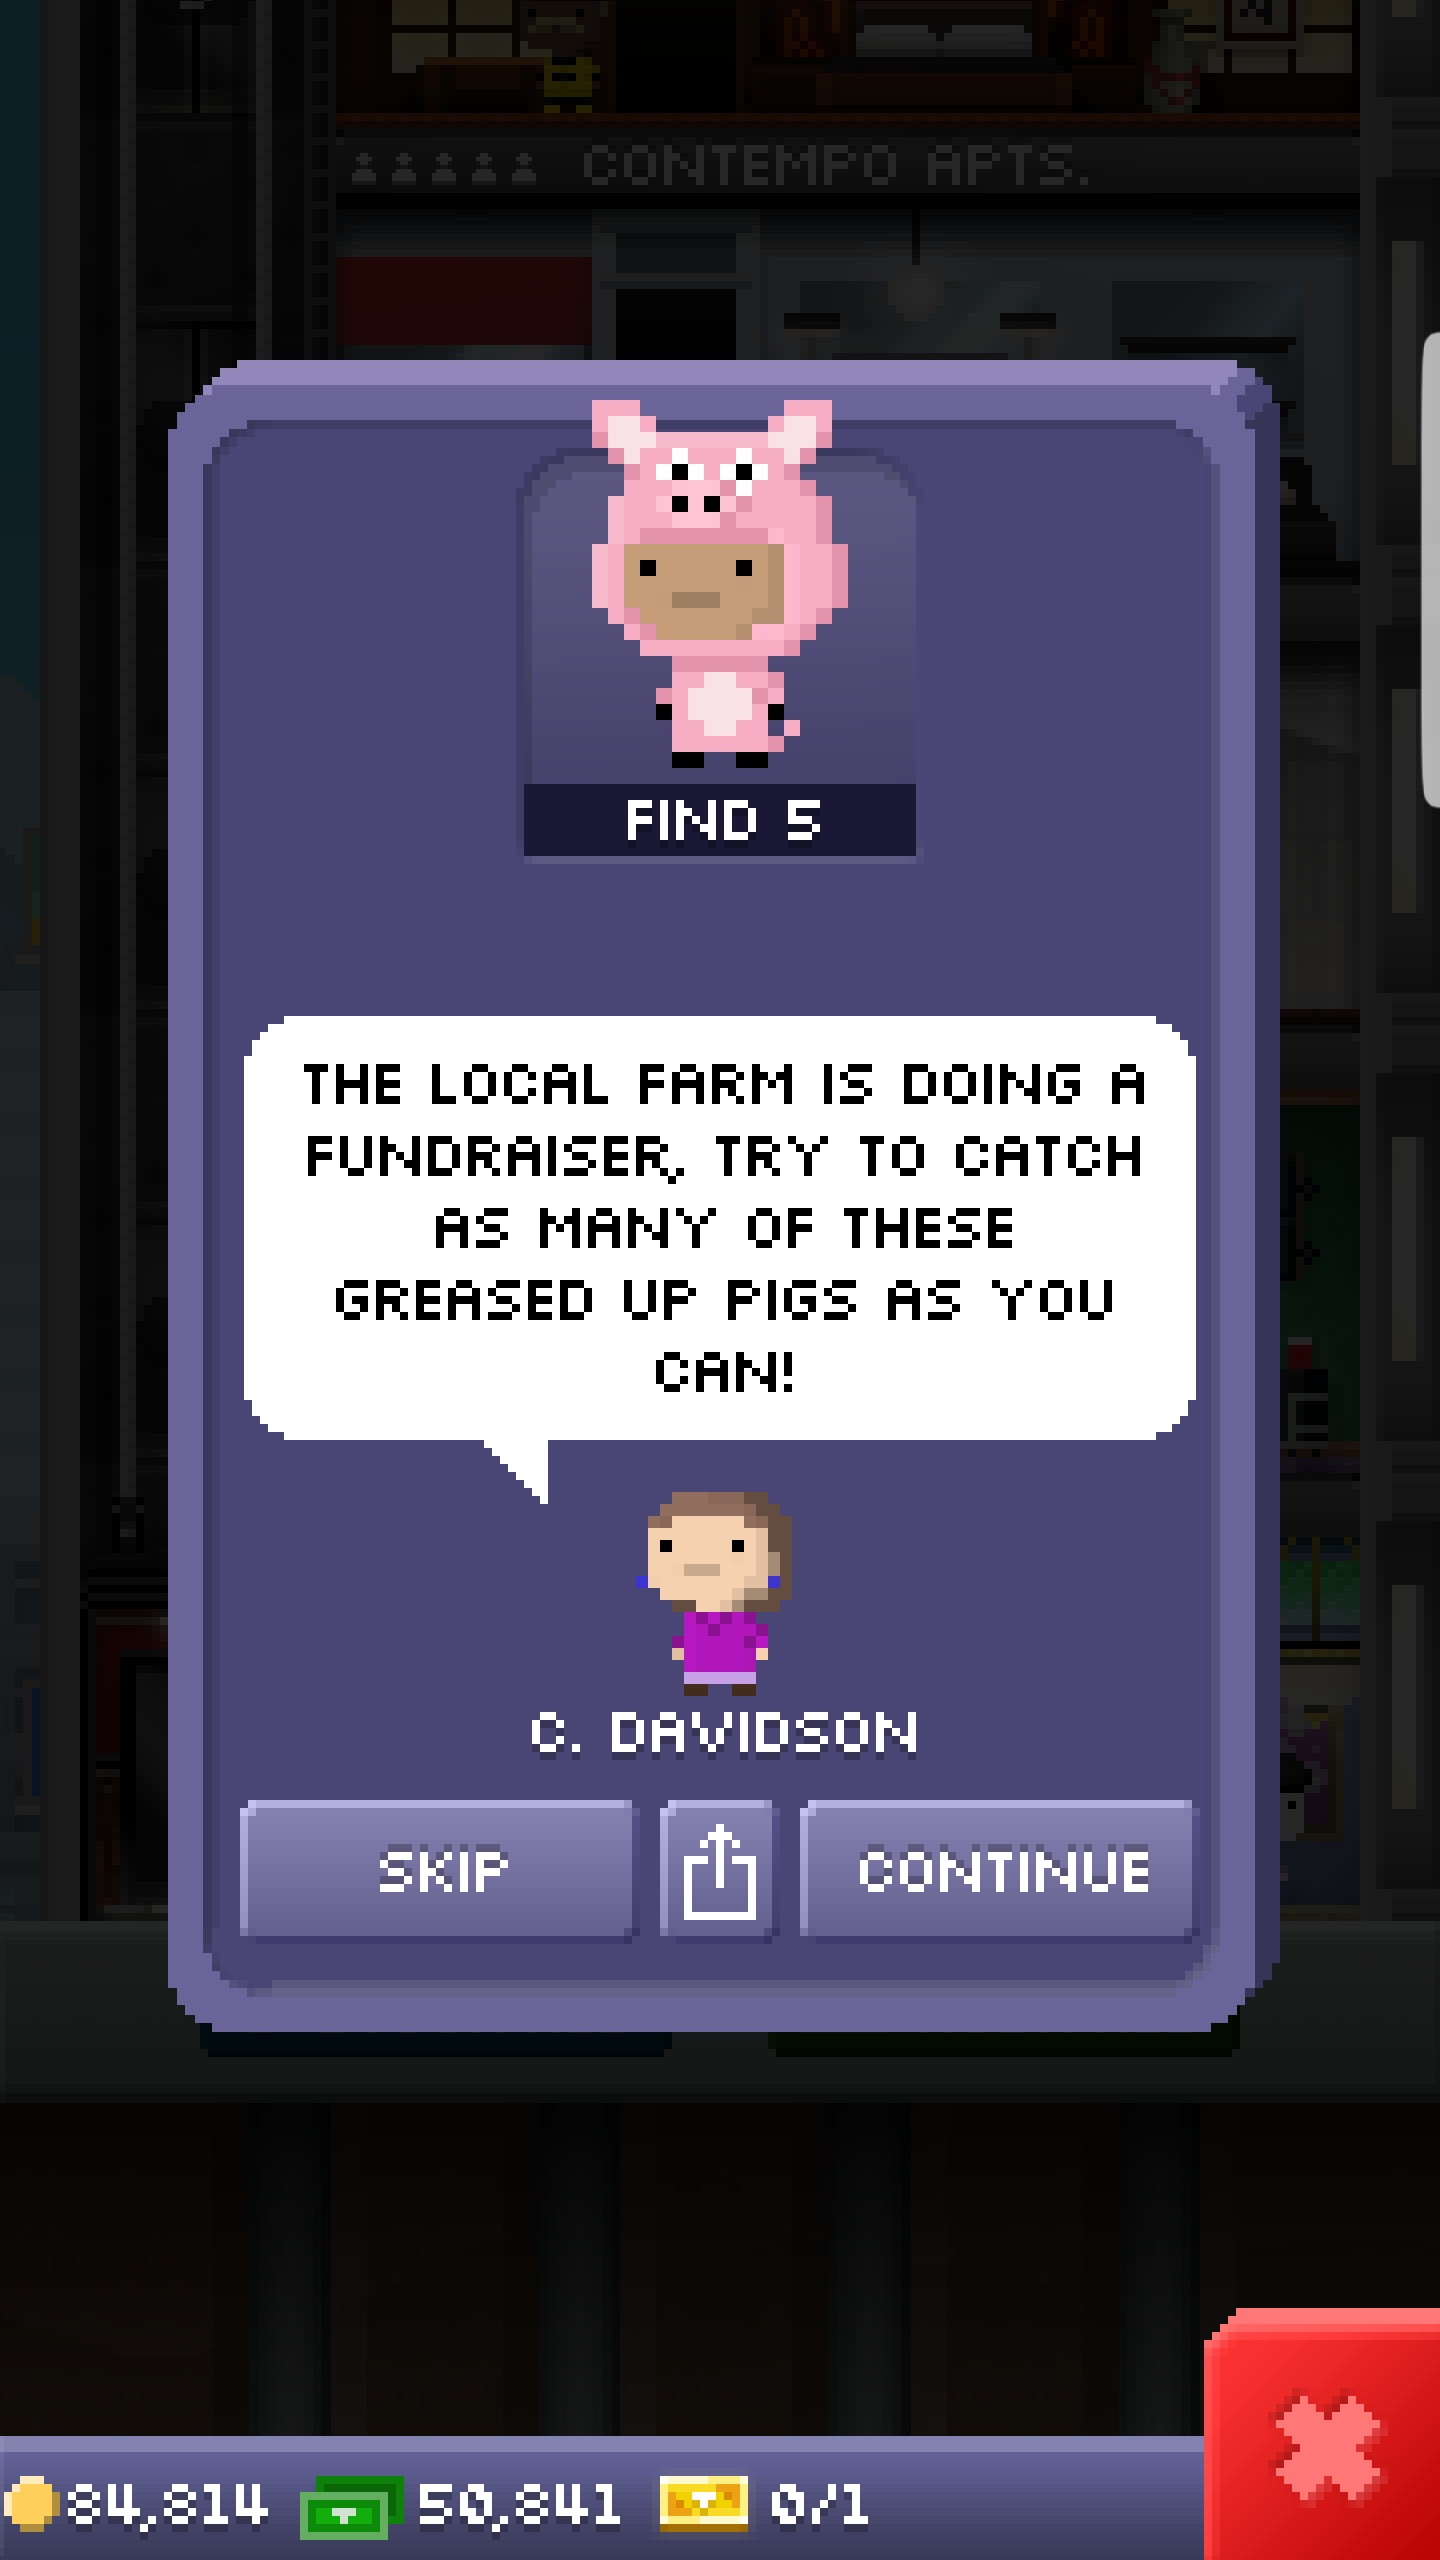 CONTEMPO APTS.
FIND 5
THE LOCAL FARM IS DOING A
FUNDRAISER, TRY TO CATCH
AS MANY OF THESE
GREASED UP PIGS AS YOU
CAN!
C. DAVIDSON
SKIP
CONTINUE
84,814 50,841 0/1